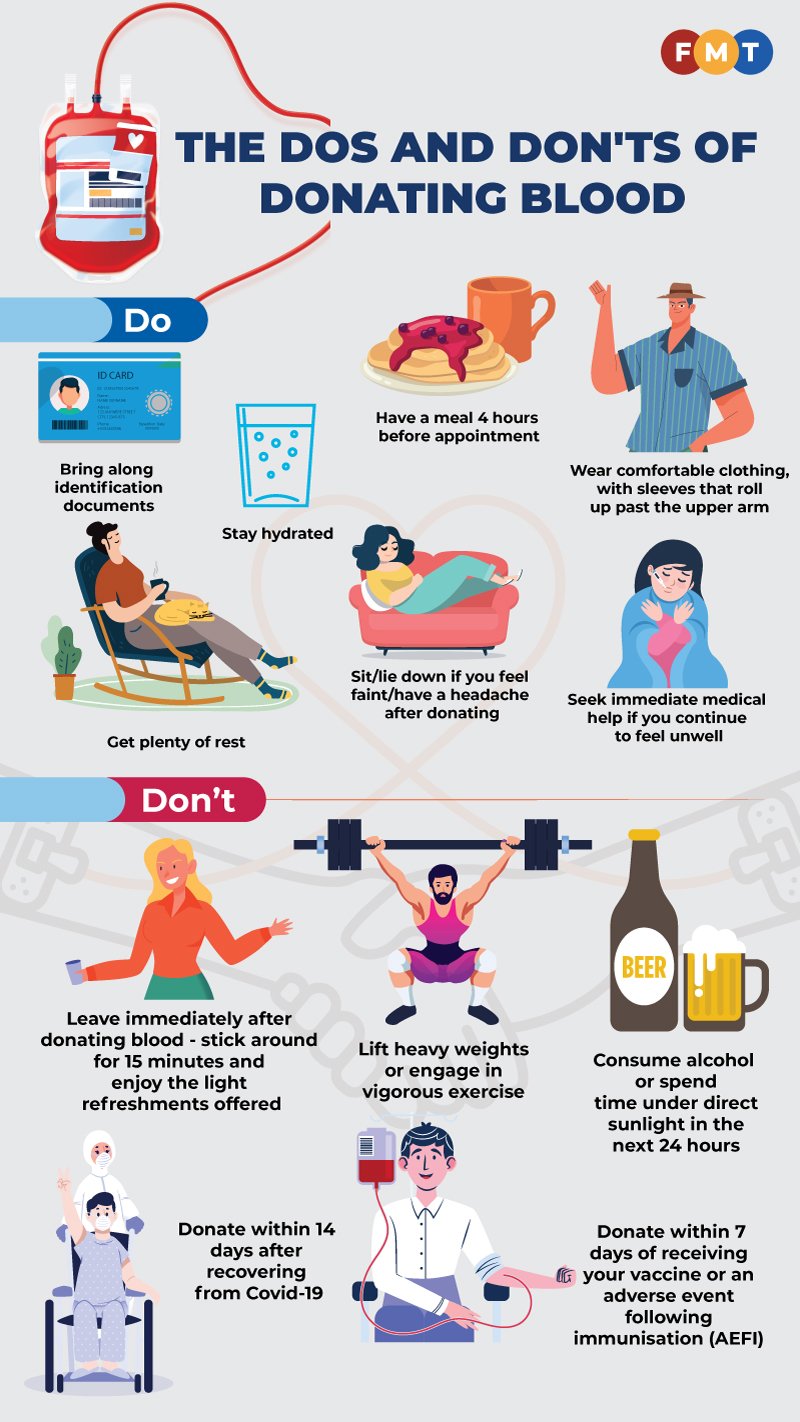 FMT
THE DOS AND DON'TS OF
DONATING BLOOD
Do
ID CARD
Bring along
identification
documents
Stay hydrated
Have a meal 4 hours
before appointment
Wear comfortable clothing,
with sleeves that roll
up past the upper arm
Get plenty of rest
Sit/lie down if you feel
faint/have a headache
after donating
Seek immediate medical
help if you continue
to feel unwell
Don't
Leave immediately after
donating blood - stick around
for 15 minutes and
enjoy the light
refreshments offered
Lift heavy weights
or engage in
vigorous exercise
BEER
Consume alcohol
or spend
time under direct
sunlight in the
next 24 hours
Donate within 14
days after
recovering
from Covid-19
Donate within 7
days of receiving
your vaccine or an
adverse event
following
immunisation (AEFI)